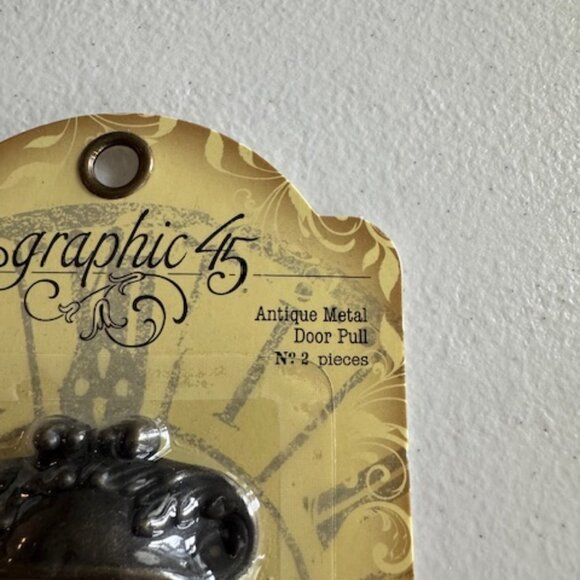 graphic 45
Antique Metal
Door Pull
Nº 2 pieces